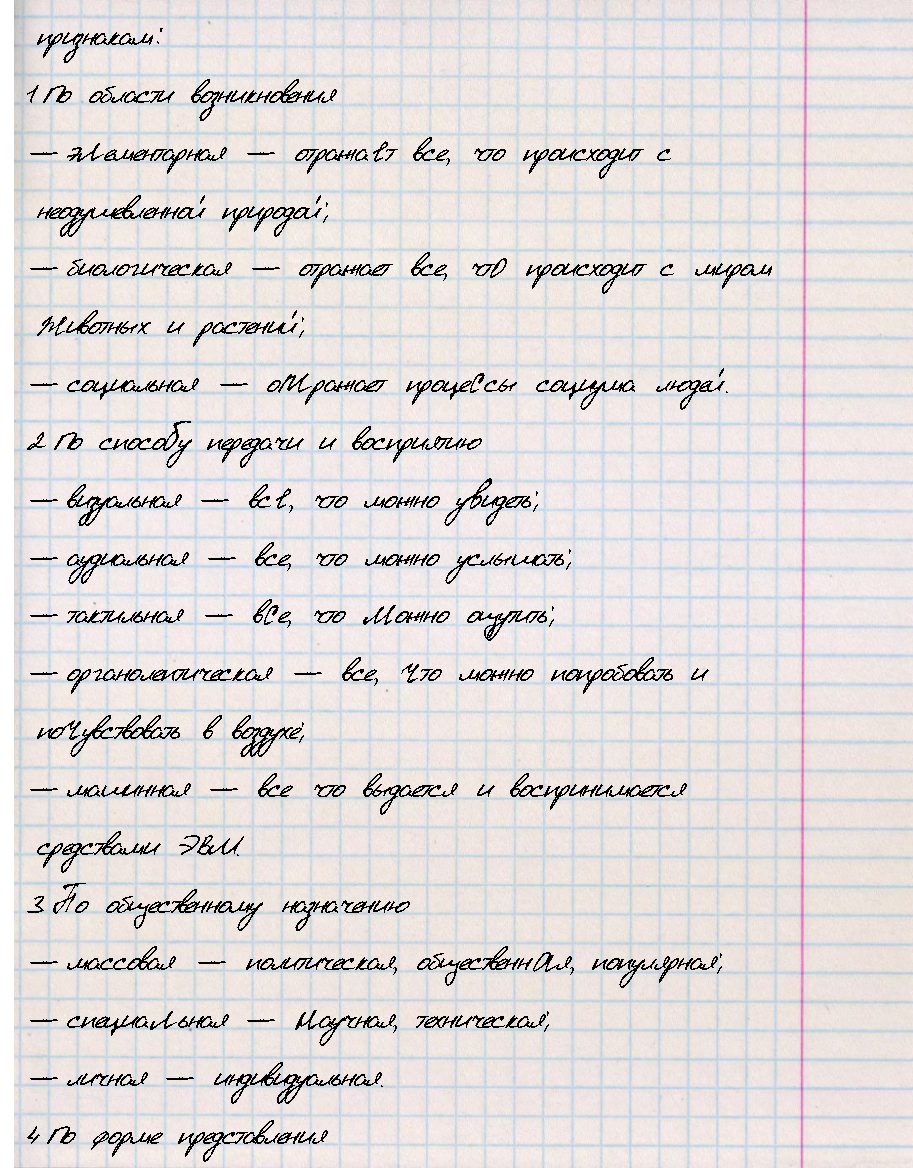 признакам:
1 По области возникновения
— Элементарная — отражает все, что происходит с
неодушевленной природой;
— биологическая — отражает все, что происходит с миром
животных и растений;
— социальная — отражает процессы социума людей.
2 По способу передачи и восприятию
— визуальная — все, что можно увидеть;
— аудиальная — все, что можно услышать;
— тактильная — все, что можно ощутить;
— органолептическая — все, что можно попробовать и
почувствовать в воздухе;
— машинная — все что выдается и воспринимается
средствами ЭВМ.
3 По общественному назначению
— массовая — политическая, общественная, популярная;
— специальная — научная, техническая;
— личная — индивидуальная.
4 По форме представления